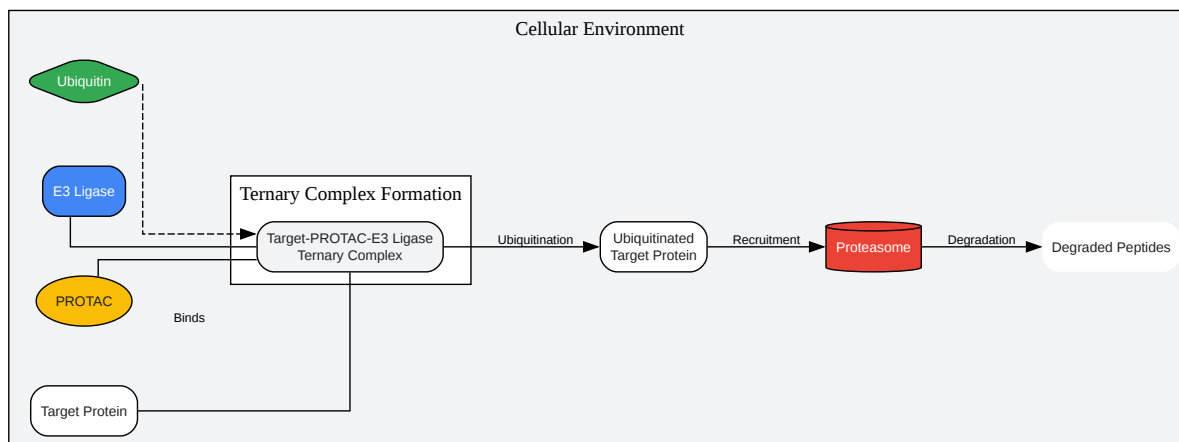 Cellular Environment
Ubiquitin
E3 Ligase
Ternary Complex Formation
Target-PROTAC-E3 Ligase
Ternary Complex
Ubiquitination
Ubiquitinated
Target Protein
Recruitment
Proteasome
Degradation
Degraded Peptides
PROTAC
Binds
Target Protein